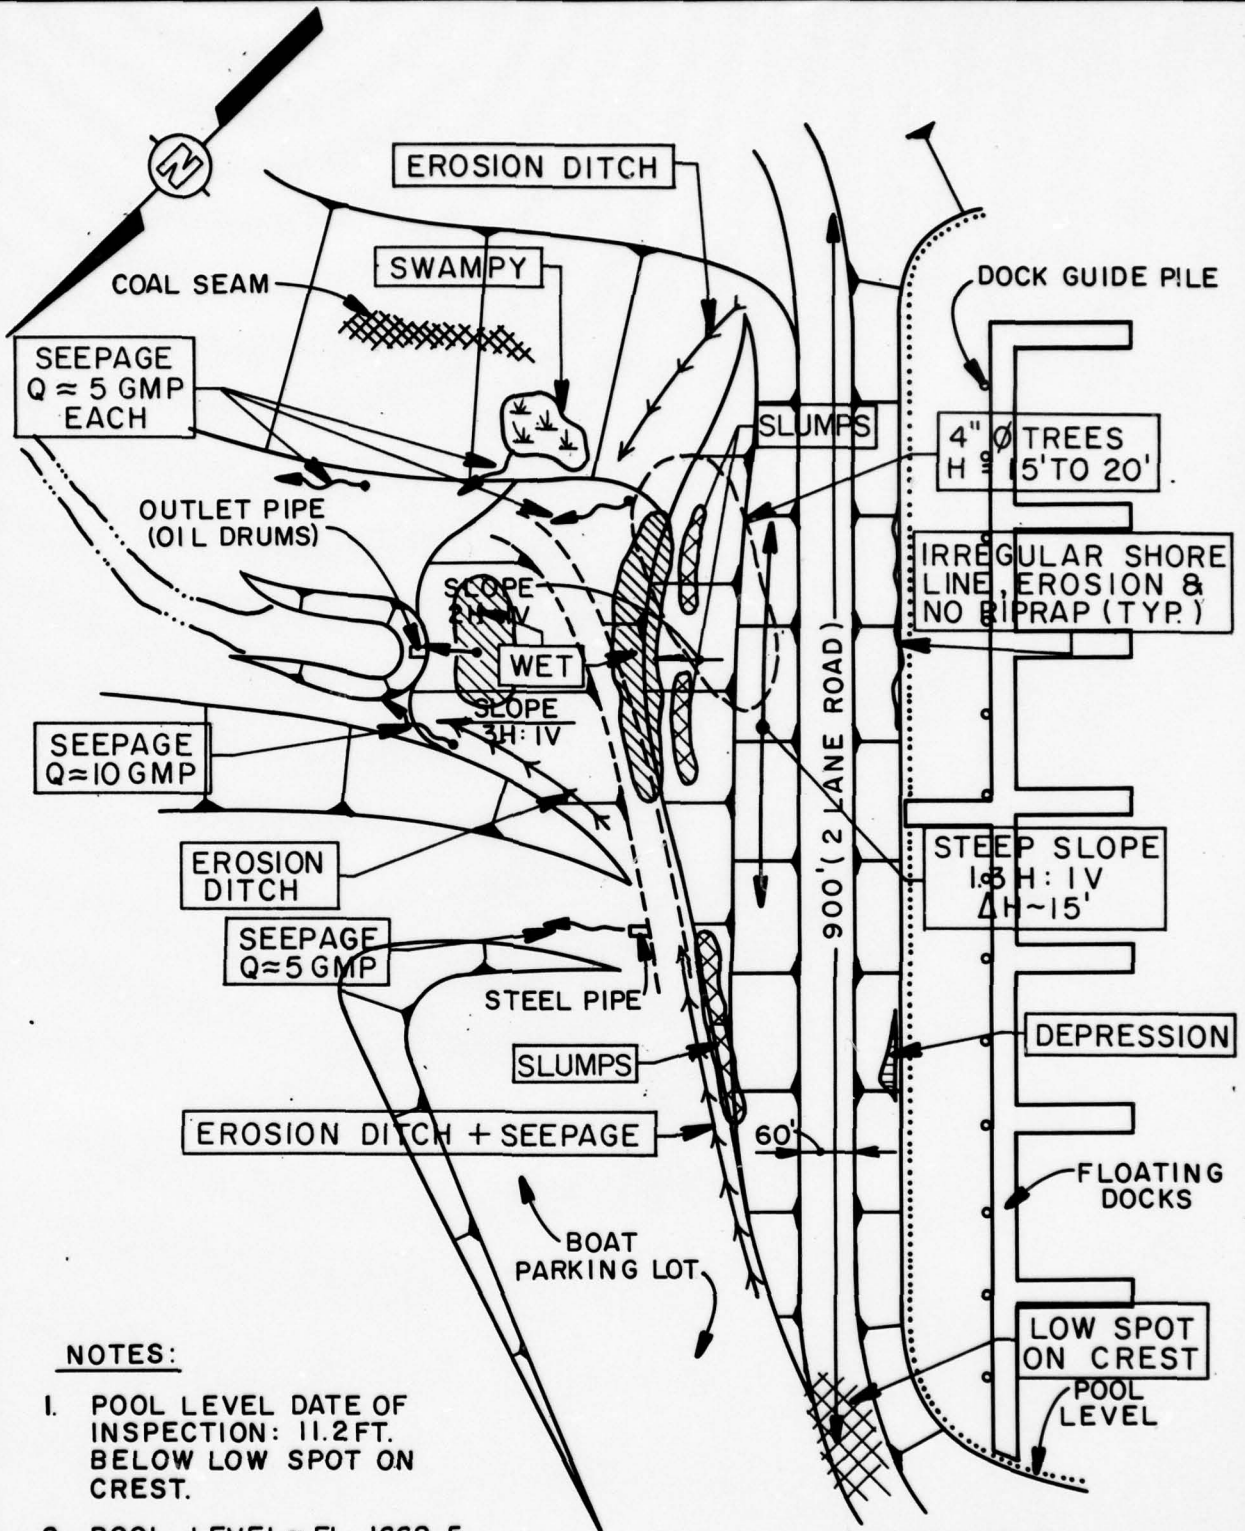 N
EROSION DITCH
SWAMPY
COAL SEAM
DOCK GUIDE PILE
SEEPAGE
Q ≈ 5 GMP
EACH
SLUMPS
4" Ø TREES
H = 15' TO 20'
OUTLET PIPE
(OIL DRUMS)
IRREGULAR SHORE
LINE, EROSION &
NO RIPRAP (TYP.)
SLOPE
2H:1V
WET
SLOPE
3H:1V
SEEPAGE
Q≈10 GMP
900' (2 LANE ROAD)
STEEP SLOPE
1.3 H : 1V
ΔH~15'
EROSION
DITCH
SEEPAGE
Q≈5 GMP
STEEL PIPE
DEPRESSION
SLUMPS
EROSION DITCH + SEEPAGE
60'
FLOATING
DOCKS
BOAT
PARKING LOT
LOW SPOT
ON CREST
POOL
LEVEL
NOTES:
1. POOL LEVEL DATE OF
INSPECTION: 11.2 FT.
BELOW LOW SPOT ON
CREST.